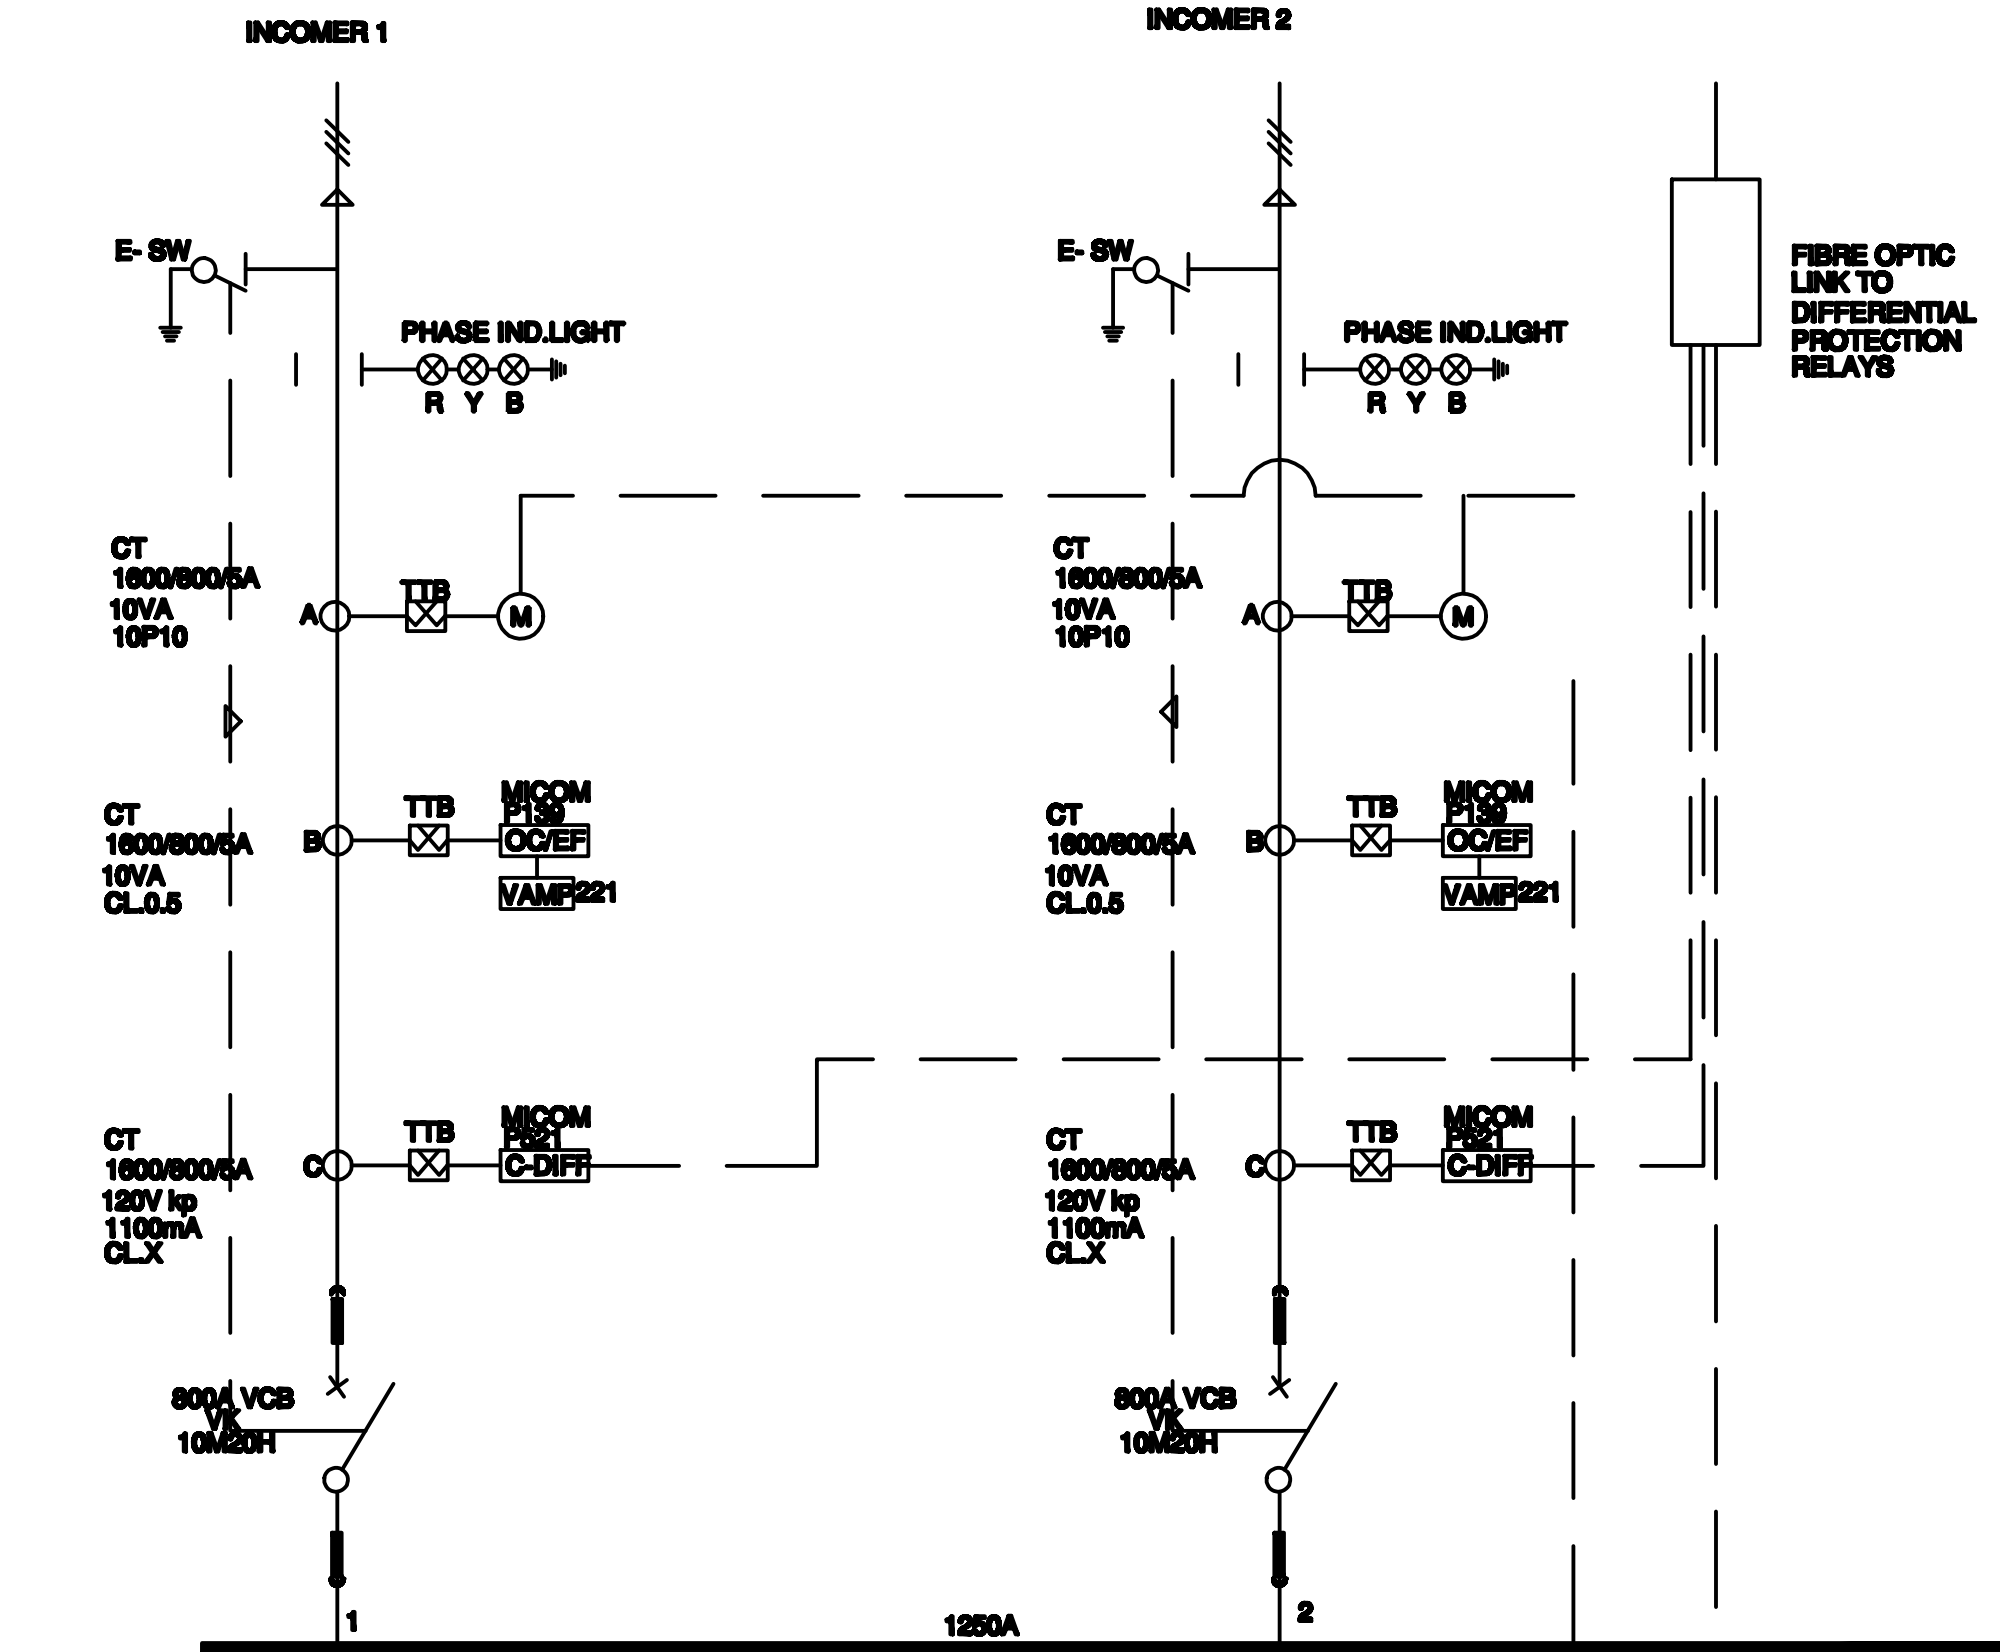 INCOMER 1
E- SW
PHASE IND.LIGHT
R Y B
CT
1600/800/5A
10VA
10P10
A
TTB
M
CT
1600/800/5A
10VA
CL.0.5
B
TTB
MICOM
P139
OC/EF
VAMP 221
CT
1600/800/5A
120V kp
1100mA
CL.X
C
TTB
MICOM
P521
C-DIFF
800A VCB
VK
10M20H
1
1250A
INCOMER 2
E- SW
PHASE IND.LIGHT
R Y B
CT
1600/800/5A
10VA
10P10
A
TTB
M
CT
1600/800/5A
10VA
CL.0.5
B
TTB
MICOM
P139
OC/EF
VAMP 221
CT
1600/800/5A
120V kp
1100mA
CL.X
C
TTB
MICOM
P521
C-DIFF
800A VCB
VK
10M20H
2
FIBRE OPTIC
LINK TO
DIFFERENTIAL
PROTECTION
RELAYS